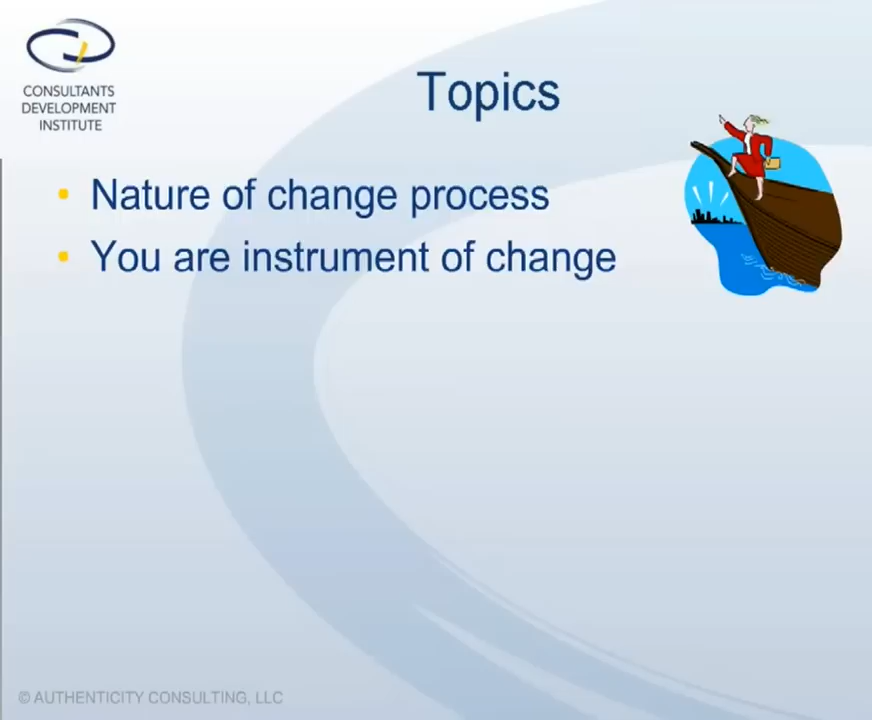 CONSULTANTS
DEVELOPMENT
INSTITUTE
Topics
• Nature of change process
• You are instrument of change
© AUTHENTICITY CONSULTING, LLC